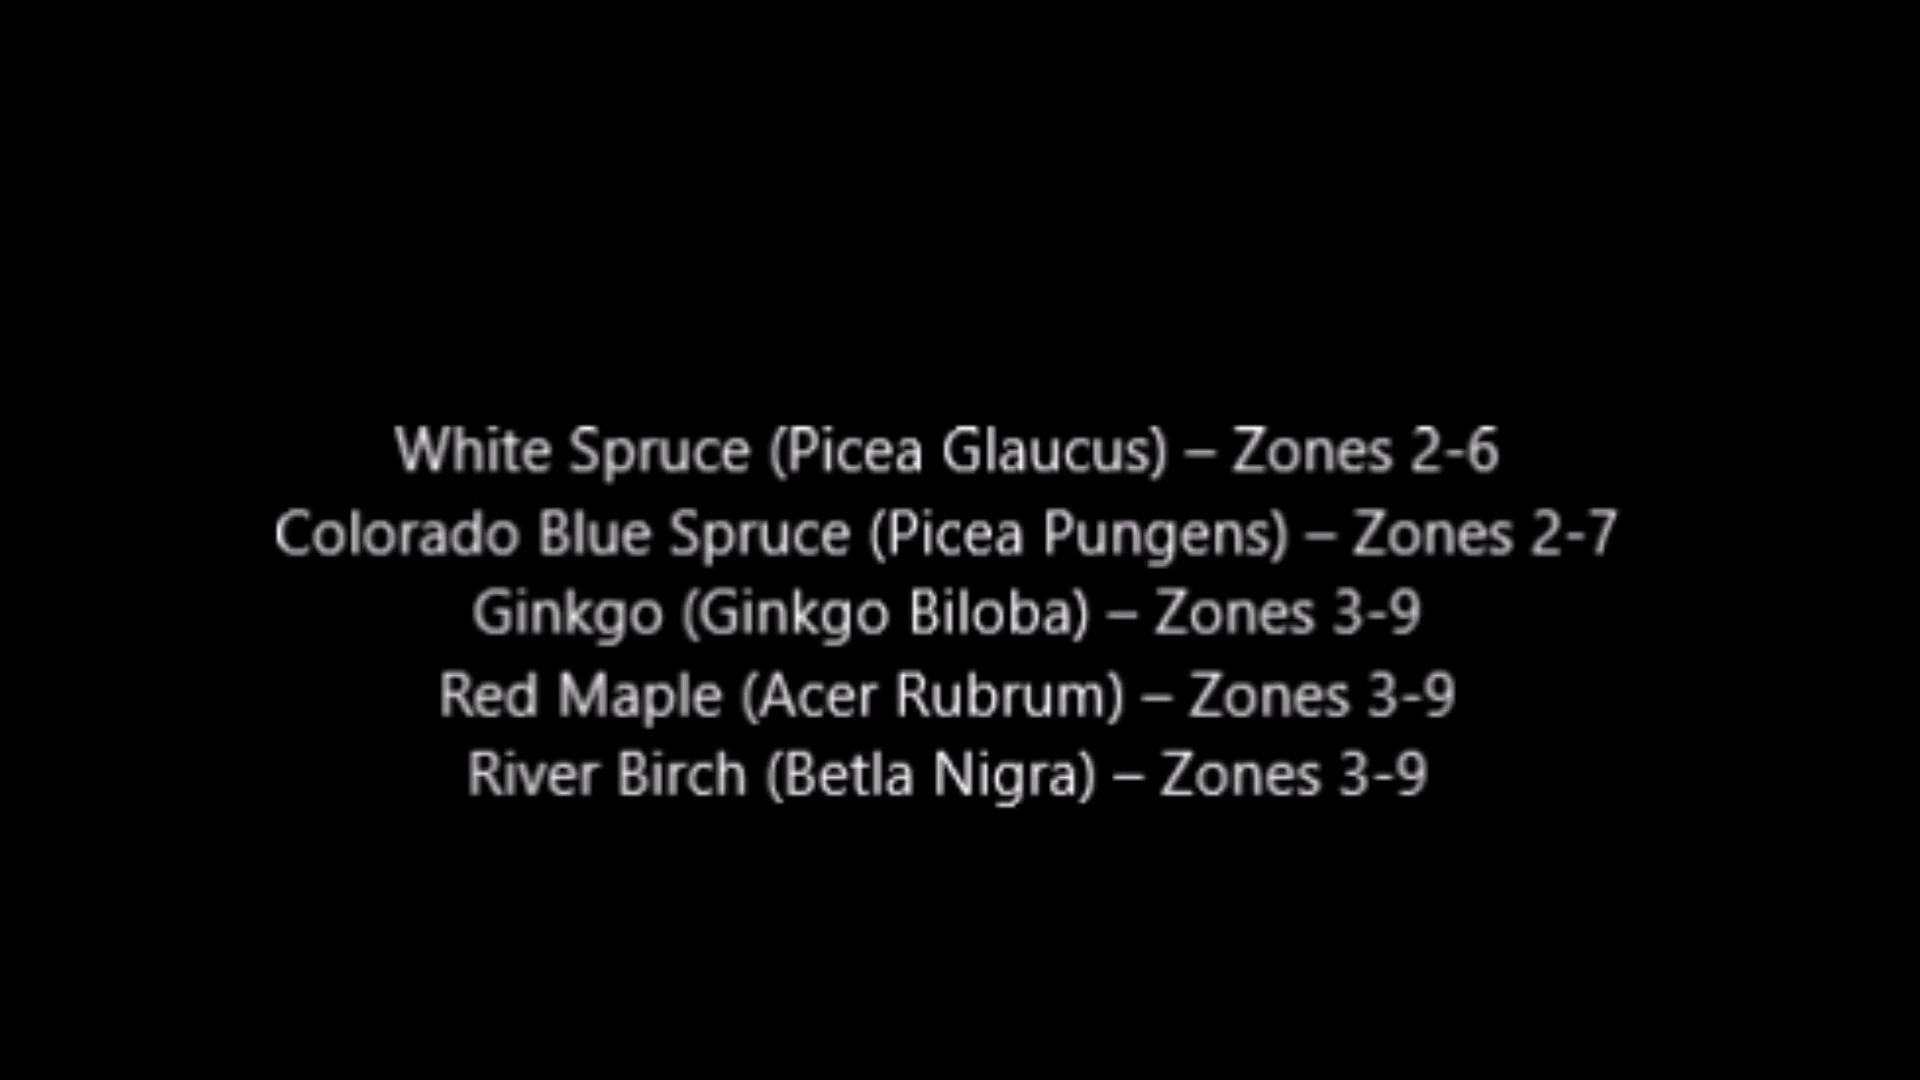 White Spruce (Picea Glaucus) – Zones 2-6
Colorado Blue Spruce (Picea Pungens) – Zones 2-7
Ginkgo (Ginkgo Biloba) – Zones 3-9
Red Maple (Acer Rubrum) – Zones 3-9
River Birch (Betla Nigra) – Zones 3-9